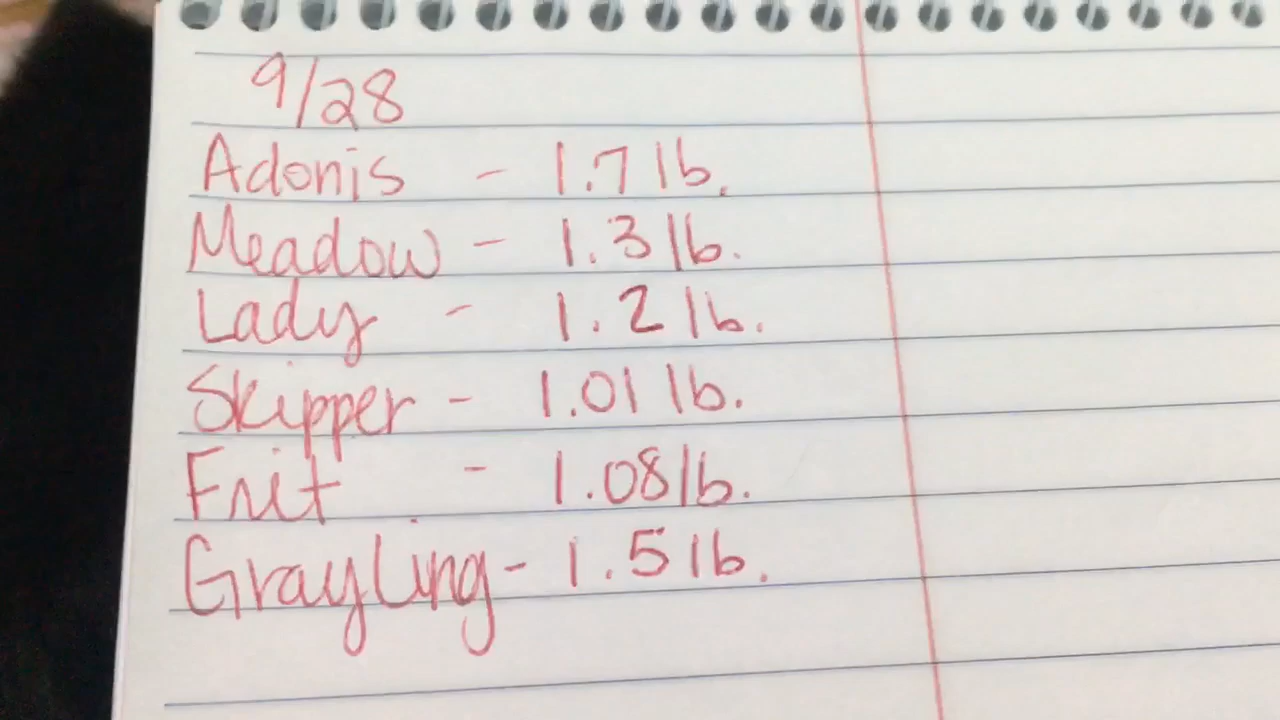 9/28
Adonis - 1.7 lb.
Meadow - 1.3 lb.
Lady - 1.2 lb.
Skipper - 1.01 lb.
Frit - 1.08 lb.
Grayling - 1.5 lb.